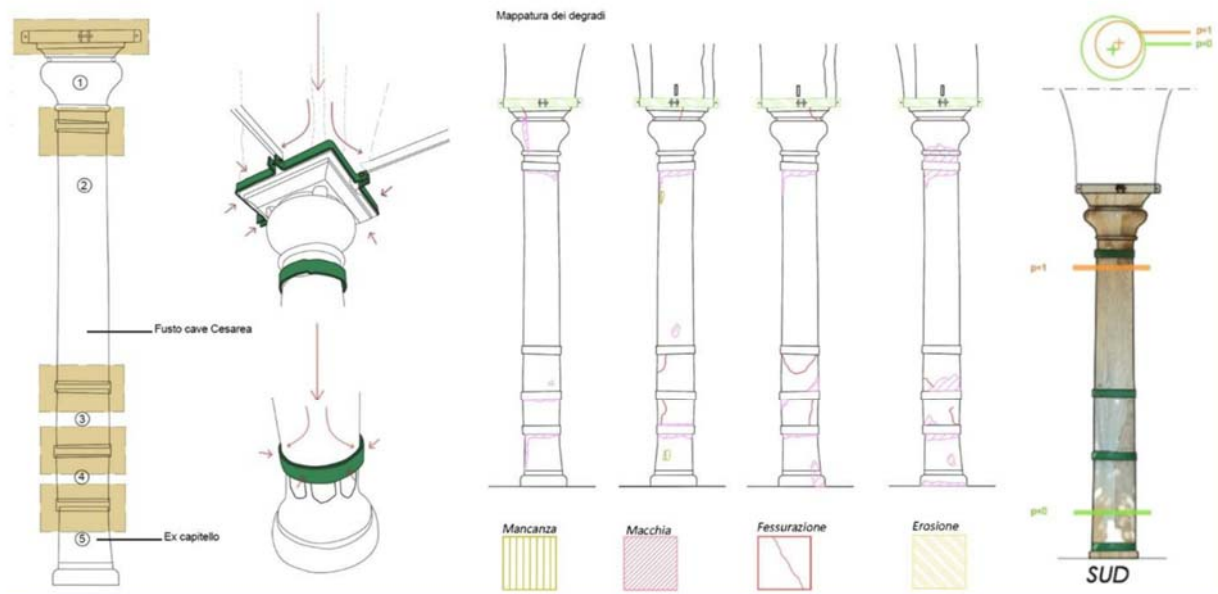 Mappatura dei degradi
p=1
p=0
①
②
Fusto cave Cesarea
③
④
Ex capitello
⑤
p=1
p=0
Mancanza
Macchia
Fessurazione
Erosione
SUD